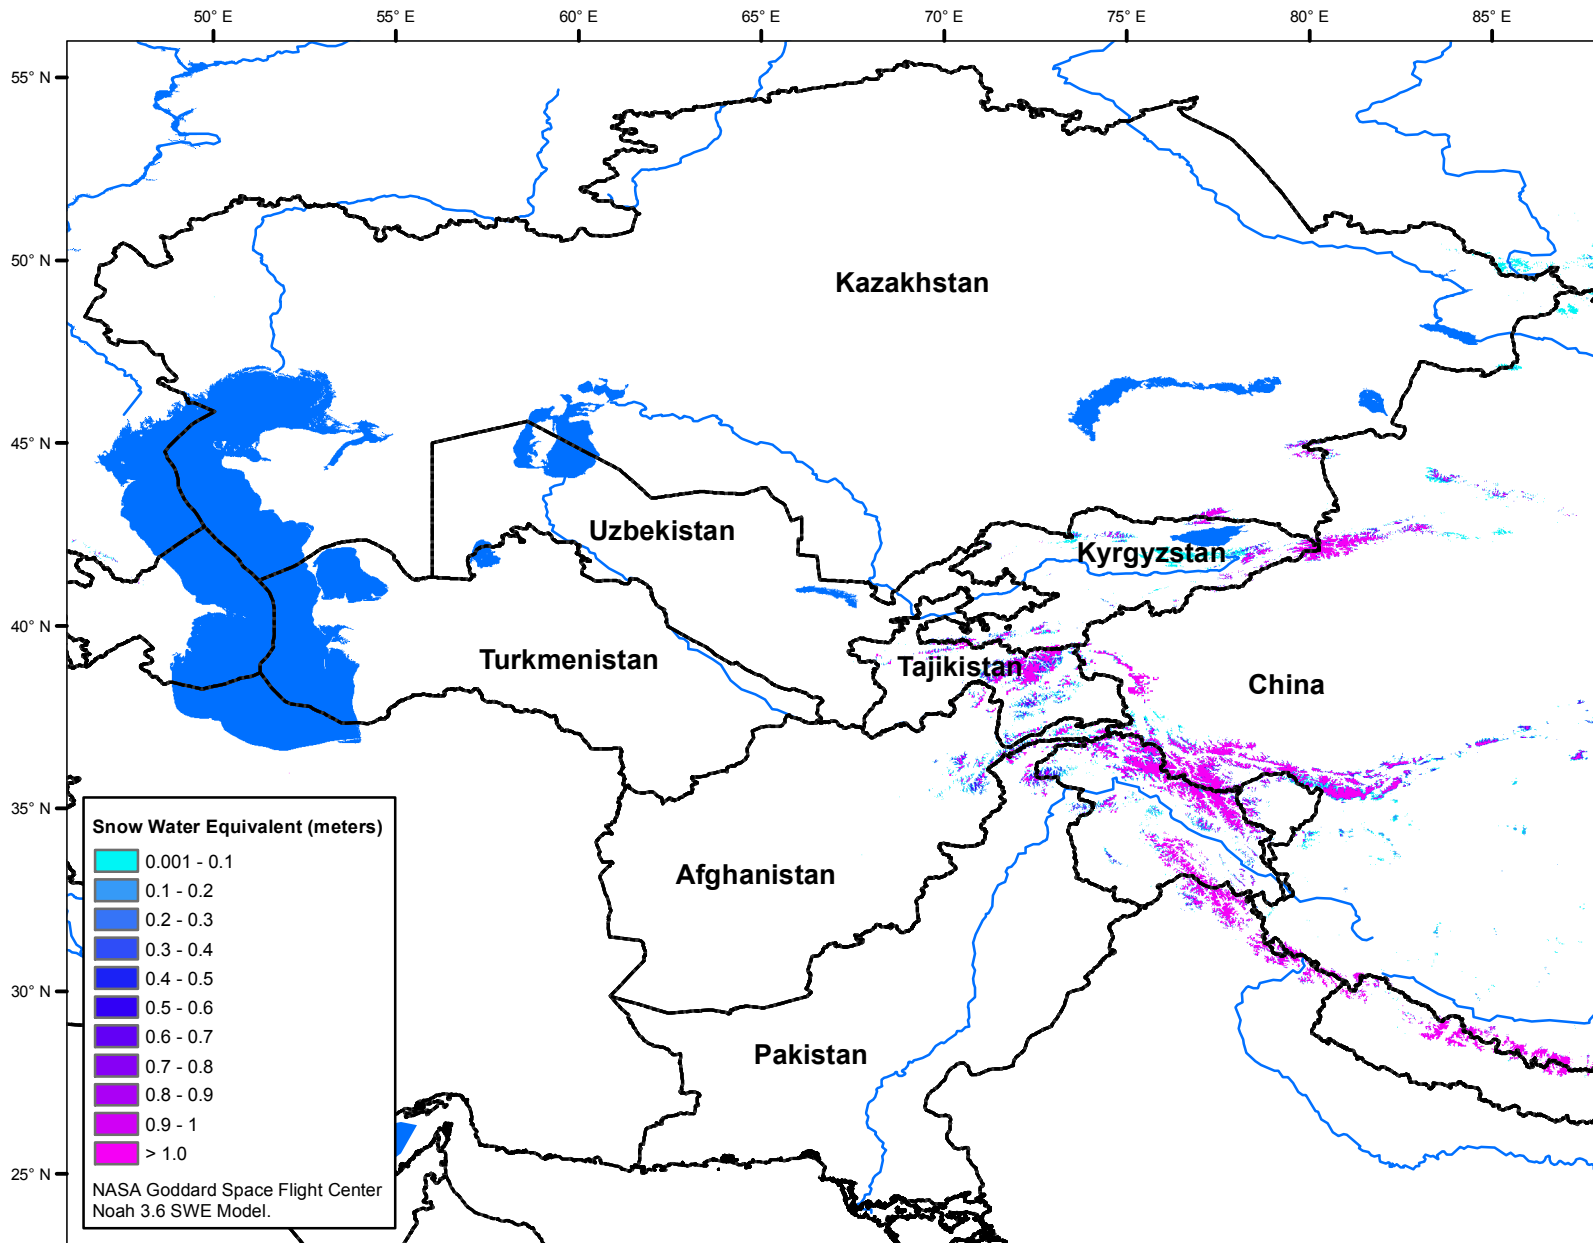 50° E 55° E 60° E 65° E 70° E 75° E 80° E 85° E
55° N
50° N
Kazakhstan
45° N
Uzbekistan
Kyrgyzstan
40° N
Turkmenistan
Tajikistan
China
35° N
Snow Water Equivalent (meters)
0.001 - 0.1
0.1 - 0.2
0.2 - 0.3
0.3 - 0.4
0.4 - 0.5
0.5 - 0.6
0.6 - 0.7
0.7 - 0.8
0.8 - 0.9
0.9 - 1
> 1.0
NASA Goddard Space Flight Center
Noah 3.6 SWE Model.
Afghanistan
30° N
Pakistan
25° N